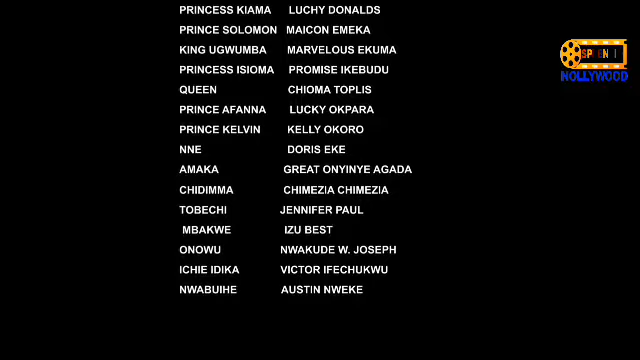 PRINCESS KIAMA LUCHY DONALDS
PRINCE SOLOMON MAICON EMEKA
KING UGWUMBA MARVELOUS EKUMA
PRINCESS ISIOMA PROMISE IKEBUDU
QUEEN CHIOMA TOPLIS
PRINCE AFANNA LUCKY OKPARA
PRINCE KELVIN KELLY OKORO
NNE DORIS EKE
AMAKA GREAT ONYINYE AGADA
CHIDIMMA CHIMEZIA CHIMEZIA
TOBECHI JENNIFER PAUL
MBAKWE IZU BEST
ONOWU NWAKUDE W. JOSEPH
ICHIE IDIKA VICTOR IFECHUKWU
NWABUIHE AUSTIN NWEKE
NOLLYWOOD